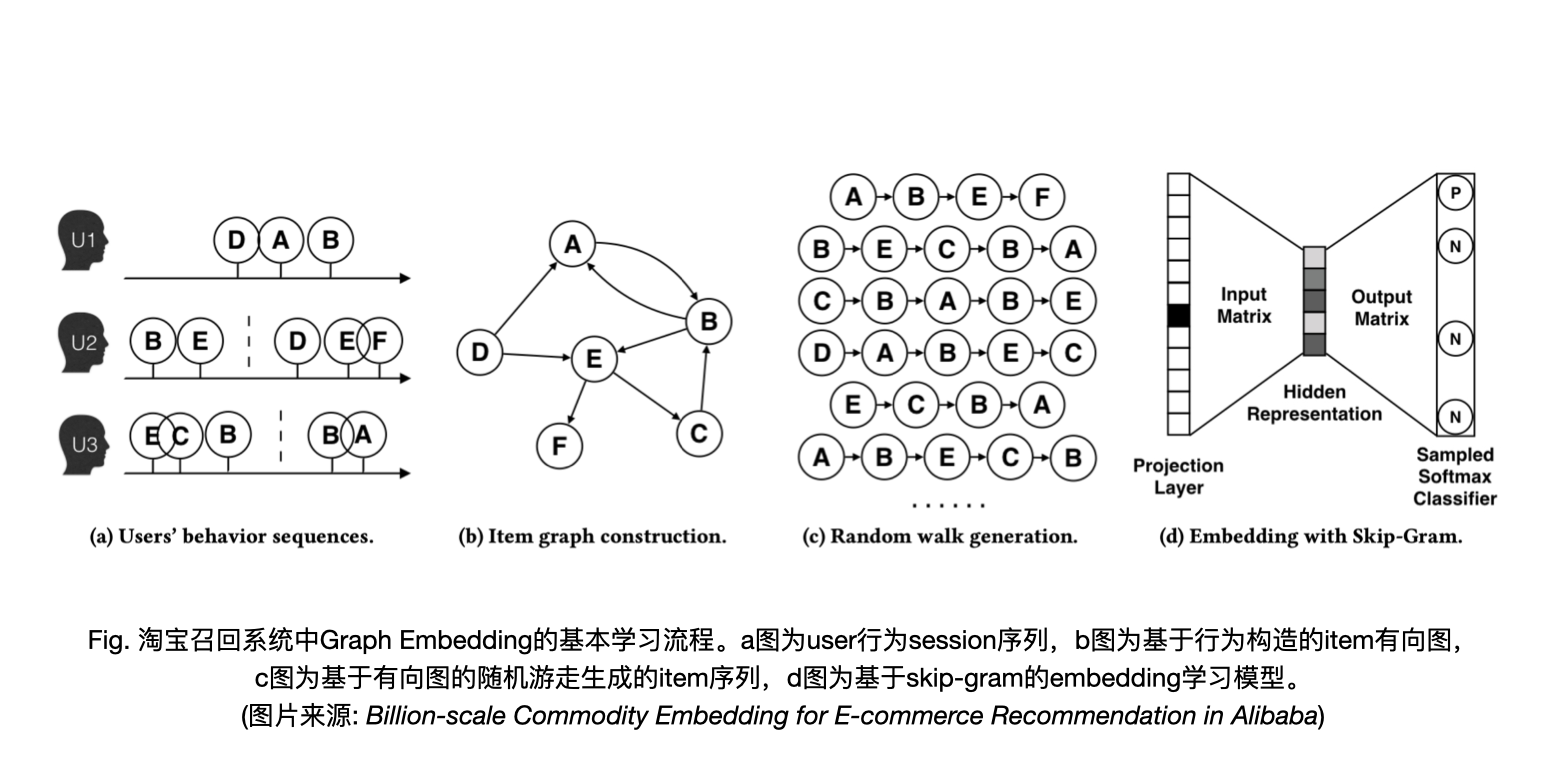 U1
D A B
U2
B E D E F
U3
E C B B A
(a) Users’ behavior sequences.
A
B
D
E
F
C
(b) Item graph construction.
A B E F
B E C B A
C B A B E
D A B E C
E C B A
A B E C B
......
(c) Random walk generation.
P
N
N
N
Input
Matrix
Output
Matrix
Hidden
Representation
Projection
Layer
Sampled
Softmax
Classifier
(d) Embedding with Skip-Gram.
Fig. 淘宝召回系统中Graph Embedding的基本学习流程。a图为user行为session序列，b图为基于行为构造的item有向图，
c图为基于有向图的随机游走生成的item序列，d图为基于skip-gram的embedding学习模型。
(图片来源: Billion-scale Commodity Embedding for E-commerce Recommendation in Alibaba)